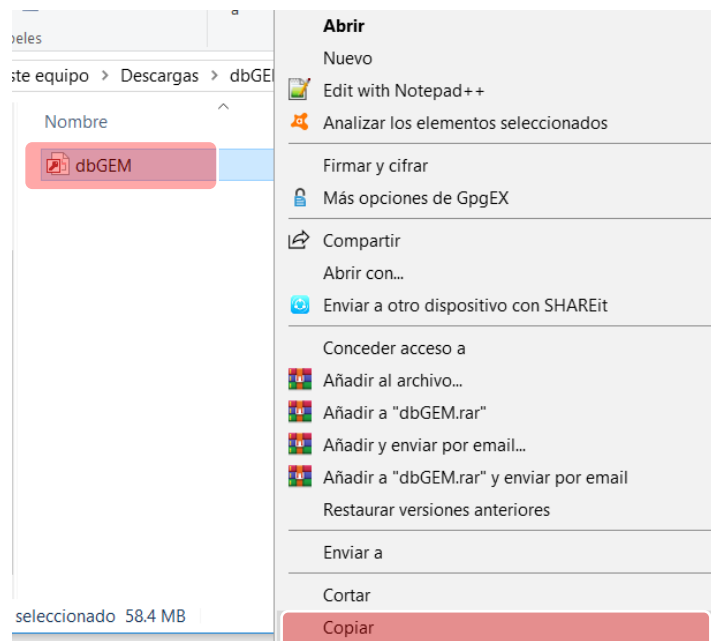 peles
ste equipo > Descargas > dbGE
Nombre
dbGEM
seleccionado 58.4 MB
Abrir
Nuevo
Edit with Notepad++
Analizar los elementos seleccionados
Firmar y cifrar
Más opciones de GpgEX
Compartir
Abrir con...
Enviar a otro dispositivo con SHAREit
Conceder acceso a
Añadir al archivo...
Añadir a "dbGEM.rar"
Añadir y enviar por email...
Añadir a "dbGEM.rar" y enviar por email
Restaurar versiones anteriores
Enviar a
Cortar
Copiar